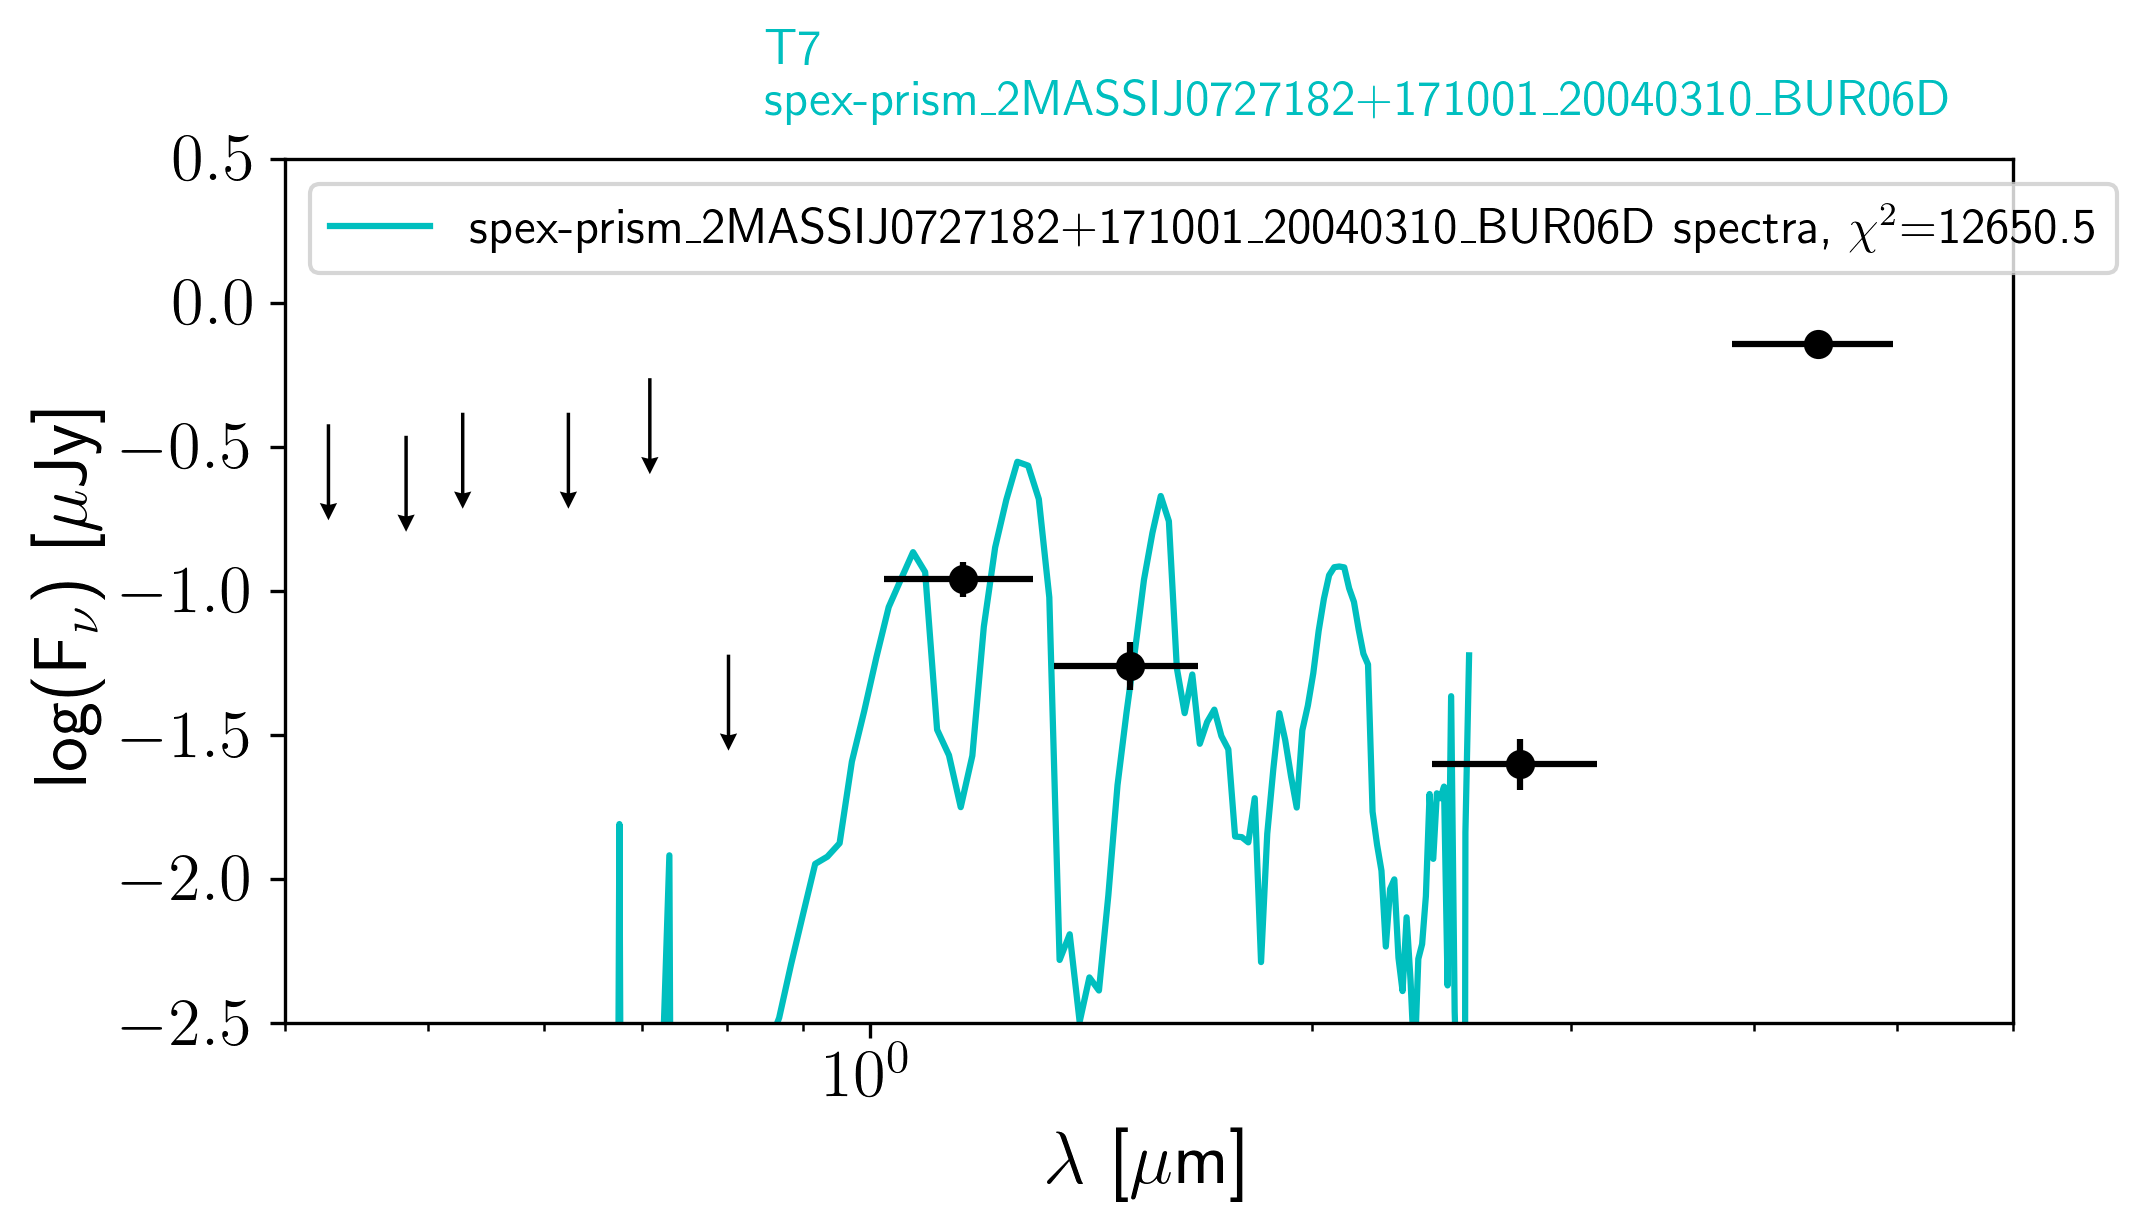 T7
spex-prism_2MASSIJ0727182+171001_20040310_BUR06D
spex-prism_2MASSIJ0727182+171001_20040310_BUR06D spectra, χ²=12650.5
0.5
0.0
−0.5
−1.0
−1.5
−2.0
−2.5
log(Fν) [μJy]
10⁰
λ [μm]